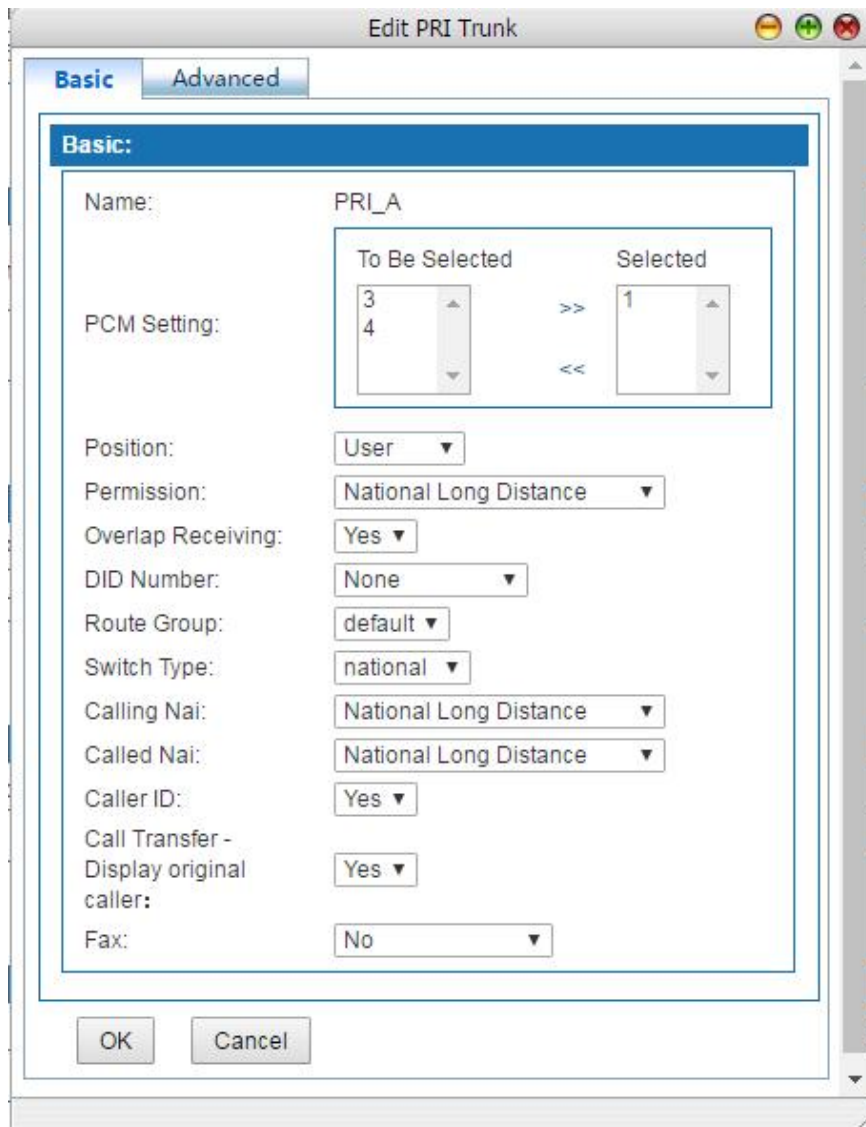 Edit PRI Trunk
Basic Advanced
Basic:
Name: PRI_A
To Be Selected Selected
PCM Setting:
3 >> 1
4
<<
Position: User
Permission: National Long Distance
Overlap Receiving: Yes
DID Number: None
Route Group: default
Switch Type: national
Calling Nai: National Long Distance
Called Nai: National Long Distance
Caller ID: Yes
Call Transfer -
Display original Yes
caller:
Fax: No
OK Cancel